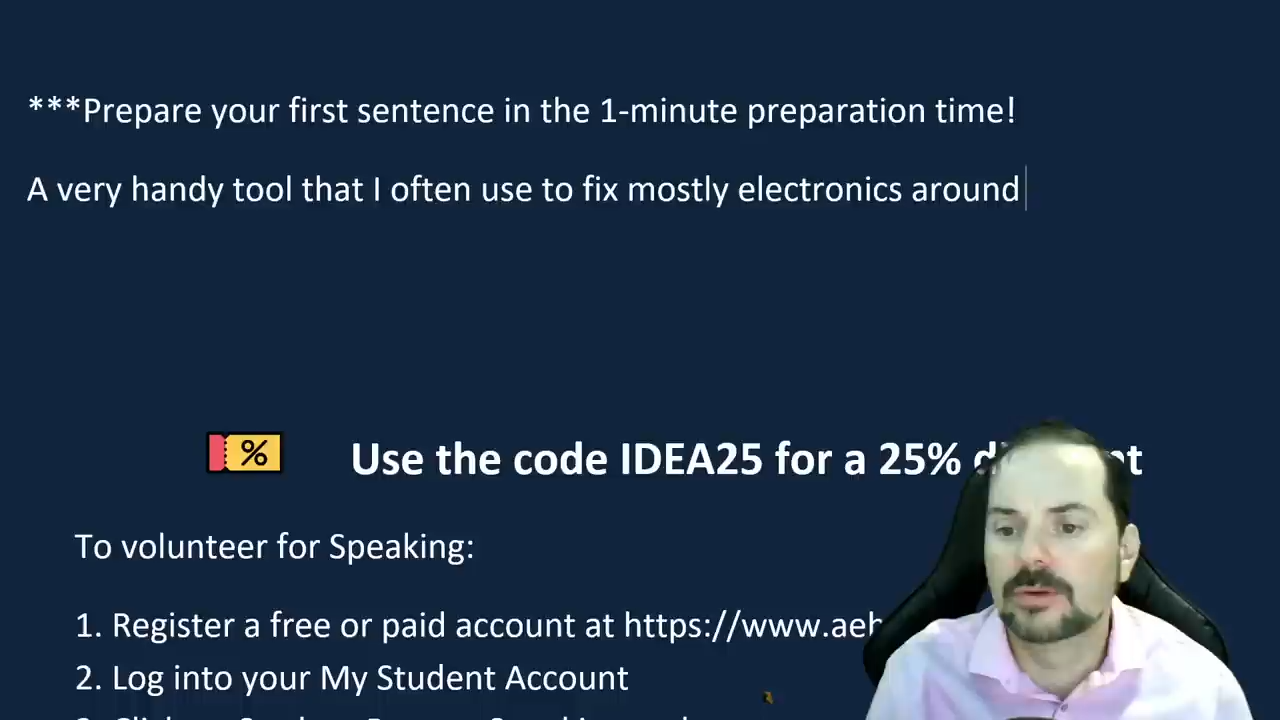 ***Prepare your first sentence in the 1-minute preparation time!
A very handy tool that I often use to fix mostly electronics around
%
Use the code IDEA25 for a 25%
To volunteer for Speaking:
1. Register a free or paid account at https://www.aeh
2. Log into your My Student Account